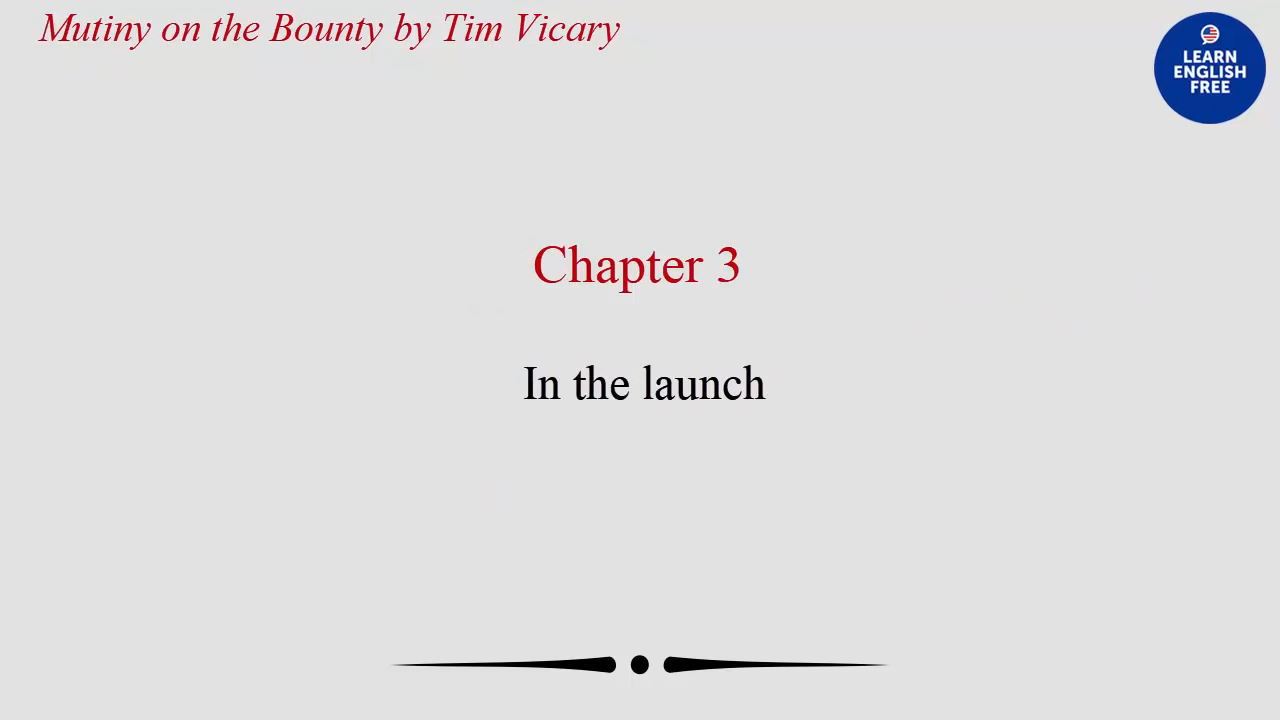 Mutiny on the Bounty by Tim Vicary
LEARN
ENGLISH
FREE
Chapter 3
In the launch